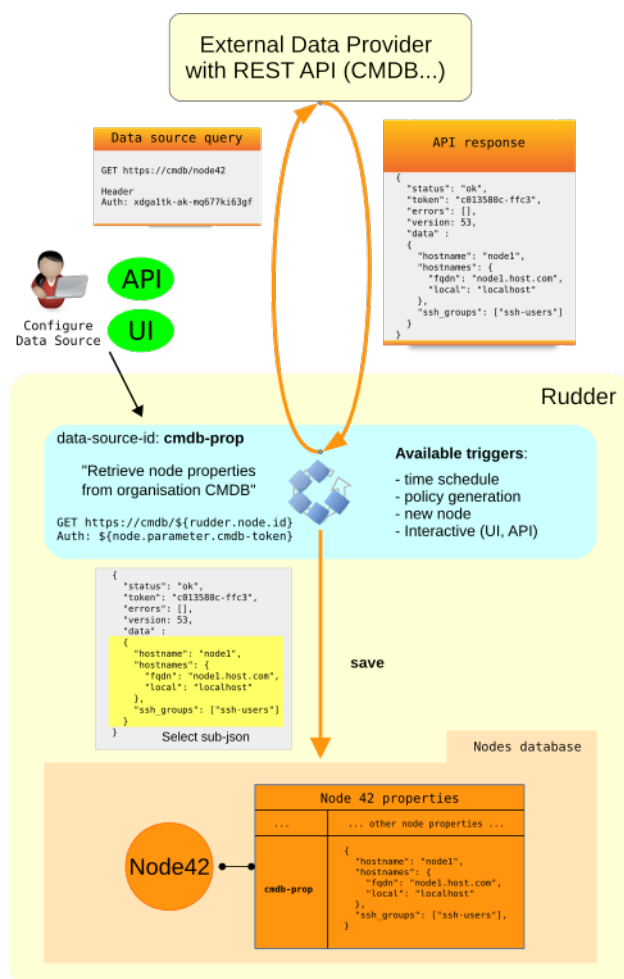 External Data Provider
with REST API (CMDB...)
Data source query
GET https://cmdb/node42
Header
Auth: xdga1tk-ak-mq677ki63gf
API response
{
"status": "ok",
"token": "c013580c-ffc3",
"errors": [],
"version: 53,
"data" :
{
"hostname": "node1",
"hostnames": {
"fqdn": "node1.host.com",
"local": "localhost"
},
"ssh_groups": ["ssh-users"]
}
}
API
UI
Configure
Data Source
Rudder
data-source-id: cmdb-prop
"Retrieve node properties
from organisation CMDB"
GET https://cmdb/${rudder.node.id}
Auth: ${node.parameter.cmdb-token}
Available triggers:
- time schedule
- policy generation
- new node
- Interactive (UI, API)
{
"status": "ok",
"token": "c013580c-ffc3",
"errors": [],
"version: 53,
"data" :
{
"hostname": "node1",
"hostnames": {
"fqdn": "node1.host.com",
"local": "localhost"
},
"ssh_groups": ["ssh-users"]
}
}
Select sub-json
save
Nodes database
Node42
Node 42 properties
...
... other node properties ...
cmdb-prop
{
"hostname": "node1",
"hostnames": {
"fqdn": "node1.host.com",
"local": "localhost"
},
"ssh_groups": ["ssh-users"],
}